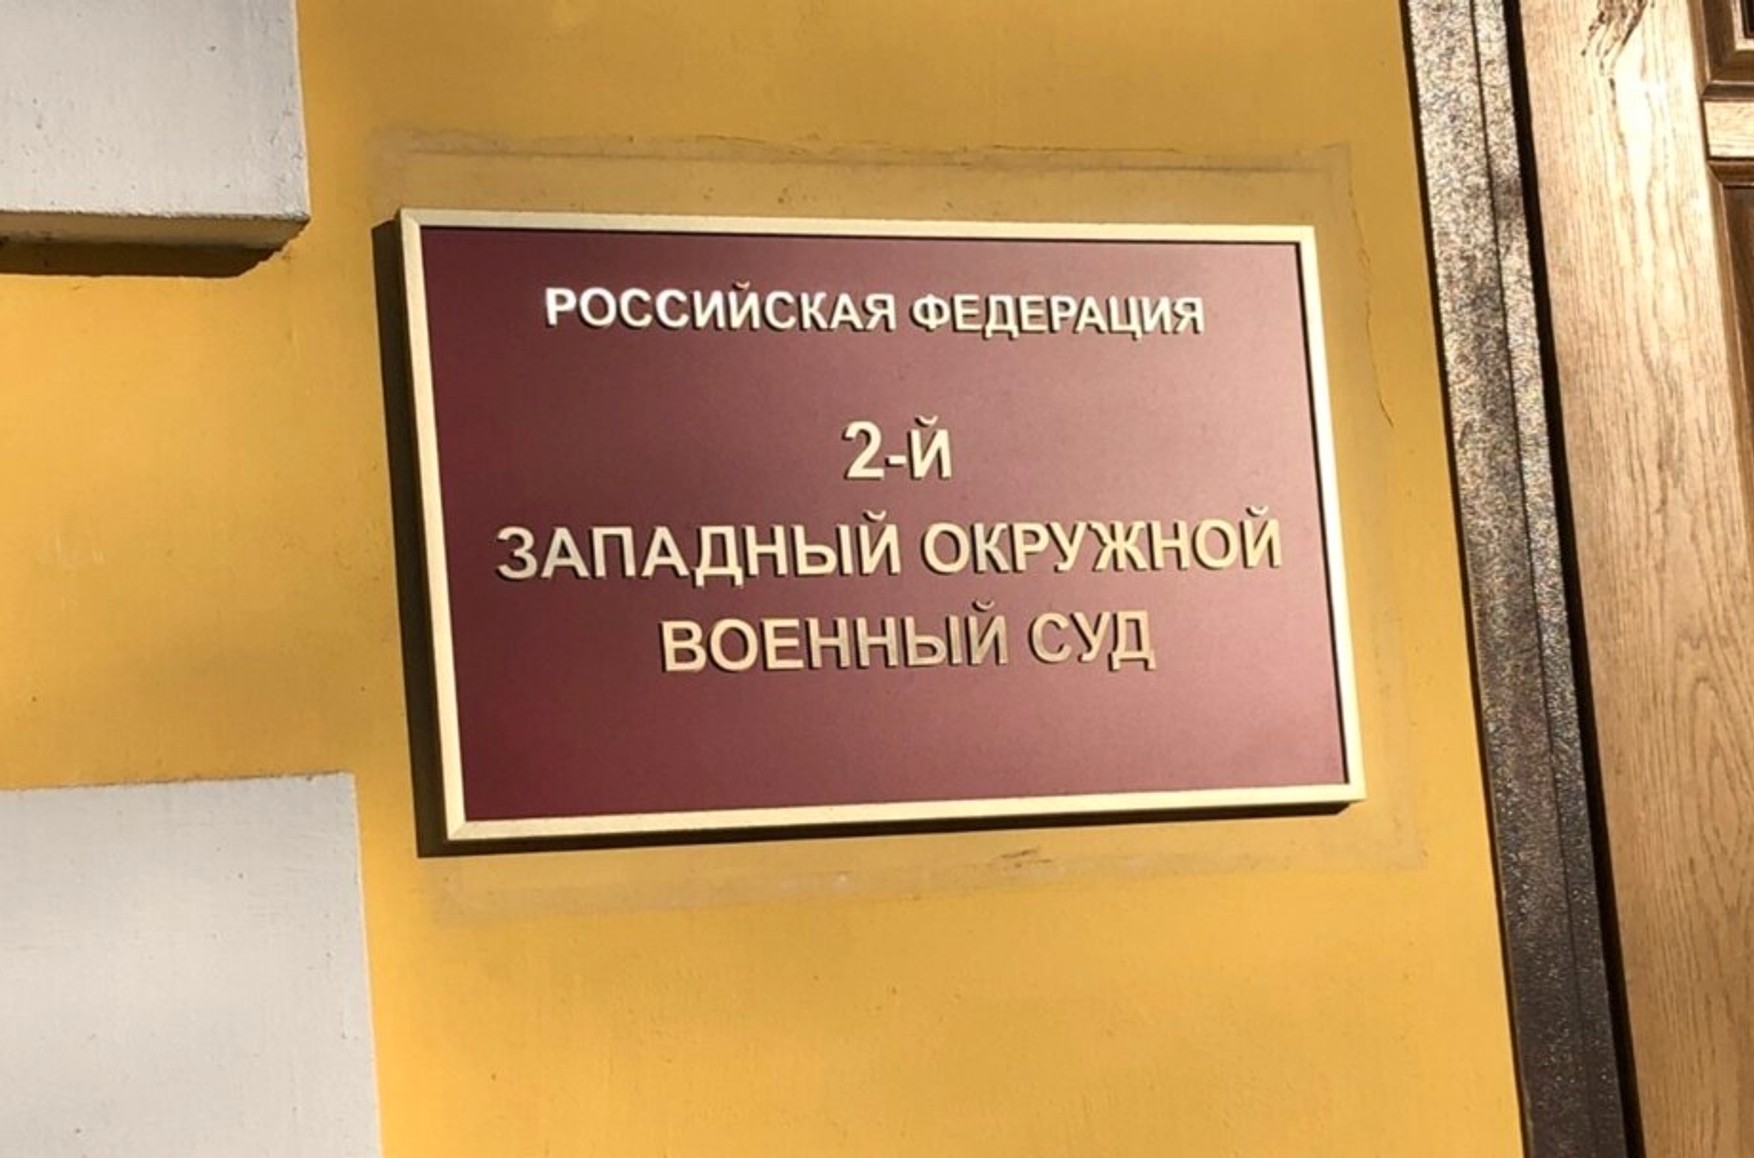 РОССИЙСКАЯ ФЕДЕРАЦИЯ
2-Й
ЗАПАДНЫЙ ОКРУЖНОЙ
ВОЕННЫЙ СУД